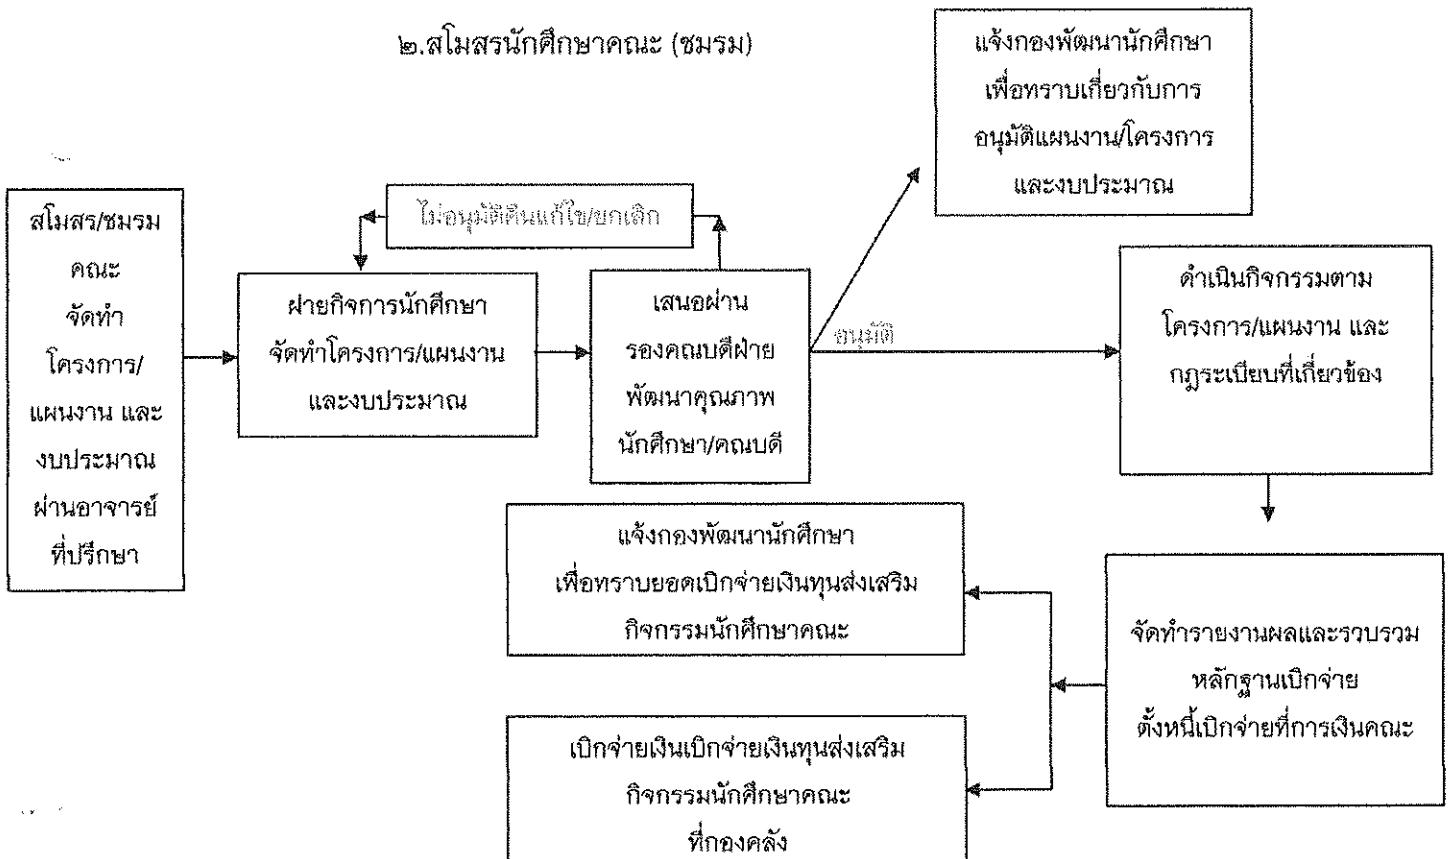 ๒.สโมสรนักศึกษาคณะ (ชมรม)
แจ้งกองพัฒนานักศึกษา
เพื่อทราบเกี่ยวกับการ
อนุมัติแผนงาน/โครงการ
และงบประมาณ
สโมสร/ชมรม
คณะ
จัดทำ
โครงการ/
แผนงาน และ
งบประมาณ
ผ่านอาจารย์
ที่ปรึกษา
ไม่อนุมัติคืนแก้ไข/ยกเลิก
ฝ่ายกิจการนักศึกษา
จัดทำโครงการ/แผนงาน
และงบประมาณ
เสนอผ่าน
รองคณบดีฝ่าย
พัฒนาคุณภาพ
นักศึกษา/คณบดี
อนุมัติ
ดำเนินกิจกรรมตาม
โครงการ/แผนงาน และ
กฎระเบียบที่เกี่ยวข้อง
แจ้งกองพัฒนานักศึกษา
เพื่อทราบยอดเบิกจ่ายเงินทุนส่งเสริม
กิจกรรมนักศึกษาคณะ
จัดทำรายงานผลและรวบรวม
หลักฐานเบิกจ่าย
ตั้งหนี้เบิกจ่ายที่การเงินคณะ
เบิกจ่ายเงินเบิกจ่ายเงินทุนส่งเสริม
กิจกรรมนักศึกษาคณะ
ที่กองคลัง